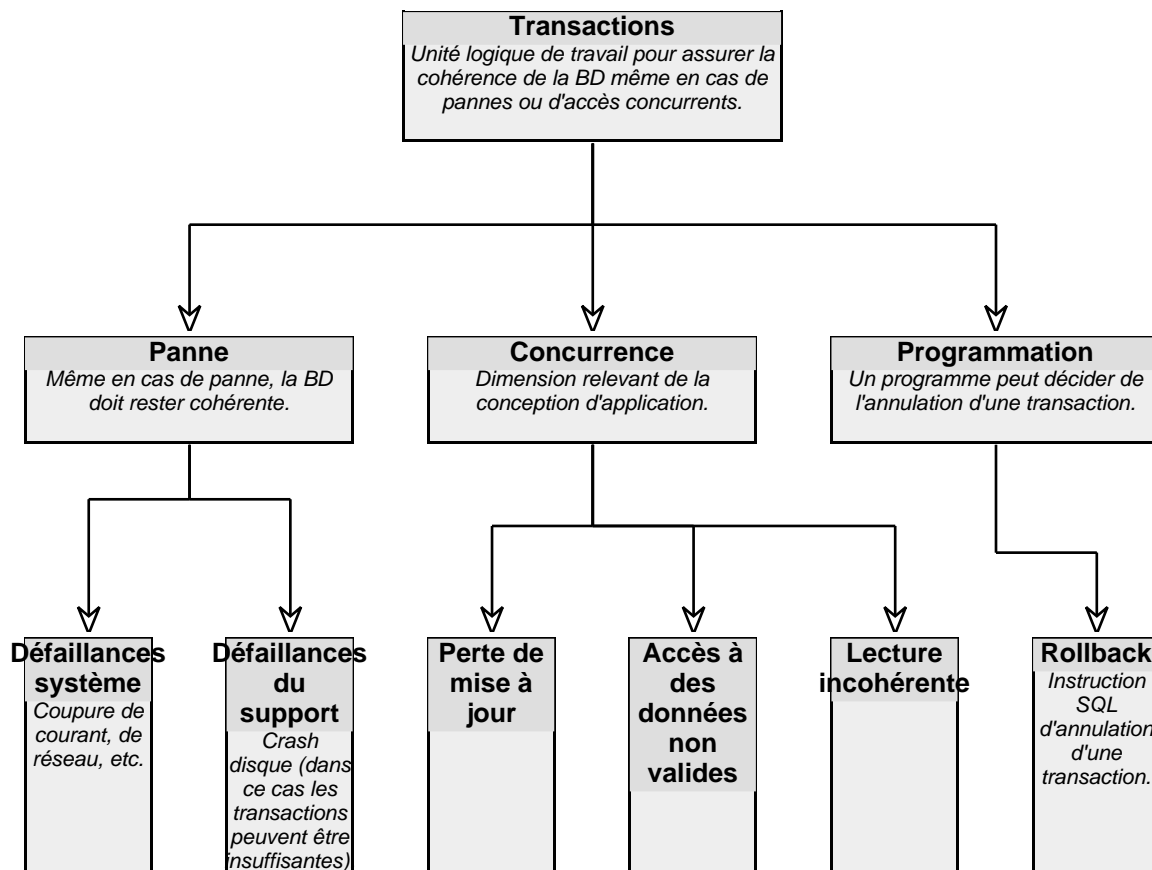 Transactions
Unité logique de travail pour assurer la
cohérence de la BD même en cas de
pannes ou d'accès concurrents.
Panne
Même en cas de panne, la BD
doit rester cohérente.
Concurrence
Dimension relevant de la
conception d'application.
Programmation
Un programme peut décider de
l'annulation d'une transaction.
Défaillances
système
Coupure de
courant, de
réseau, etc.
Défaillances
du
support
Crash
disque (dans
ce cas les
transactions
peuvent être
insuffisantes)
Perte de
mise à
jour
Accès à
des
données
non
valides
Lecture
incohérente
Rollback
Instruction
SQL
d'annulation
d'une
transaction.